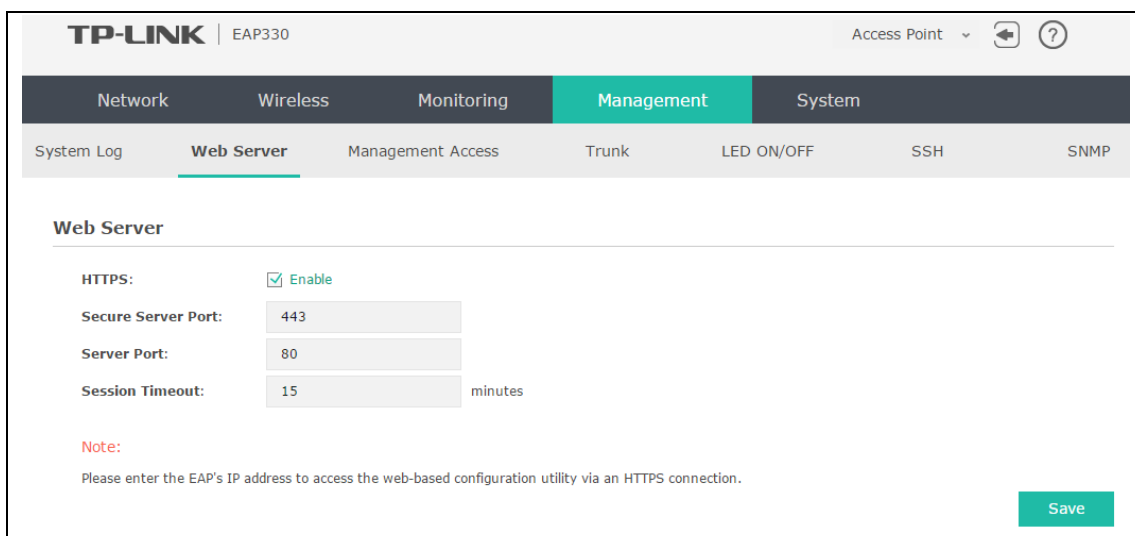 TP-LINK | EAP330 Access Point
Network Wireless Monitoring Management System
System Log Web Server Management Access Trunk LED ON/OFF SSH SNMP
Web Server
HTTPS: Enable
Secure Server Port: 443
Server Port: 80
Session Timeout: 15 minutes
Note:
Please enter the EAP's IP address to access the web-based configuration utility via an HTTPS connection.
Save